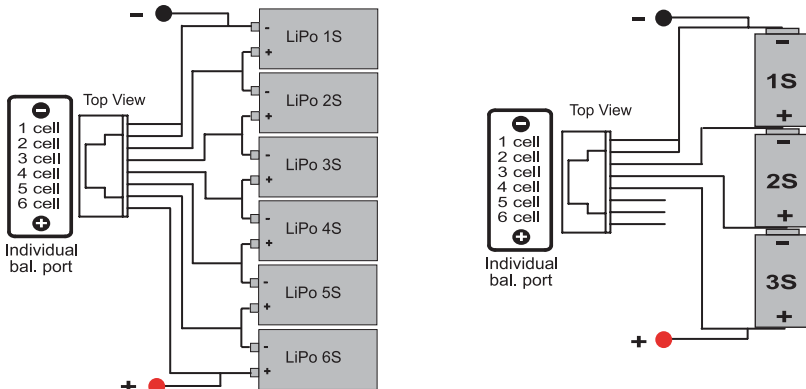 -
- LiPo 1S
+
Top View
- LiPo 2S
+
-
1 cell
2 cell
3 cell
4 cell
5 cell
6 cell
+
- LiPo 3S
+
- LiPo 4S
+
Individual
bal. port
- LiPo 5S
+
- LiPo 6S
+
+
-
-
1S
+
Top View
-
1 cell
2 cell
3 cell
4 cell
5 cell
6 cell
+
-
2S
+
Individual
bal. port
-
3S
+
+